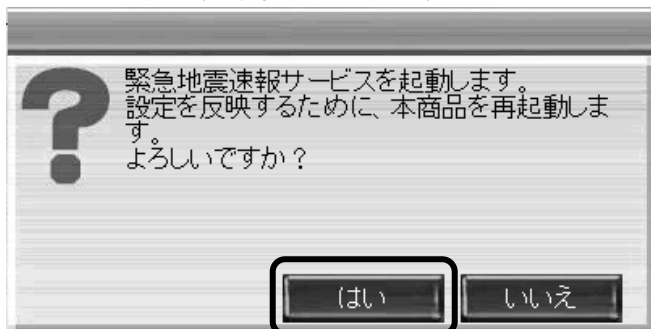 緊急地震速報サービスを起動します。
設定を反映するために、本商品を再起動しま
す。
よろしいですか？
はい
いいえ